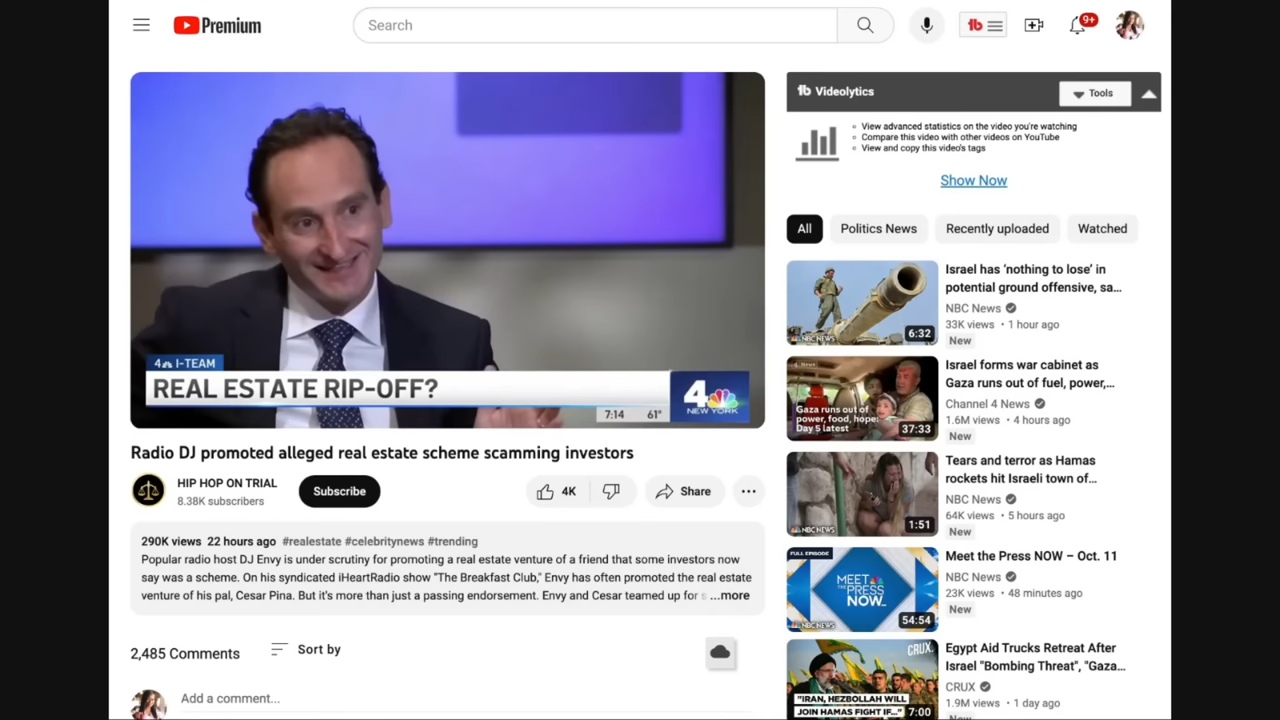 Premium
Search
9+
4 I-TEAM
REAL ESTATE RIP-OFF?
4
NEW YORK
7:14 61°
Radio DJ promoted alleged real estate scheme scamming investors
HIP HOP ON TRIAL
8.38K subscribers
Subscribe
4K
Share
290K views 22 hours ago #realestate #celebritynews #trending
Popular radio host DJ Envy is under scrutiny for promoting a real estate venture of a friend that some investors now
say was a scheme. On his syndicated iHeartRadio show "The Breakfast Club," Envy has often promoted the real estate
venture of his pal, Cesar Pina. But it's more than just a passing endorsement. Envy and Cesar teamed up for s ...more
2,485 Comments
Sort by
Add a comment...
tb Videolytics
Tools
View advanced statistics on the video you're watching
Compare this video with other videos on YouTube
View and copy this video's tags
Show Now
All
Politics News
Recently uploaded
Watched
NBC NEWS
6:32
Israel has 'nothing to lose' in
potential ground offensive, sa...
NBC News
33K views • 1 hour ago
New
Gaza runs out of
power, food, hope:
Day 5 latest
37:33
Israel forms war cabinet as
Gaza runs out of fuel, power,...
Channel 4 News
1.6M views • 4 hours ago
New
NBC NEWS
1:51
Tears and terror as Hamas
rockets hit Israeli town of...
NBC News
64K views • 5 hours ago
New
FULL EPISODE
MEET
THE PRESS
NOW
NBC NEWS
54:54
Meet the Press NOW – Oct. 11
NBC News
23K views • 48 minutes ago
New
CRUX
"IRAN, HEZBOLLAH WILL
JOIN HAMAS FIGHT IF..."
7:00
Egypt Aid Trucks Retreat After
Israel "Bombing Threat", "Gaza...
CRUX
1.9M views • 1 day ago
New